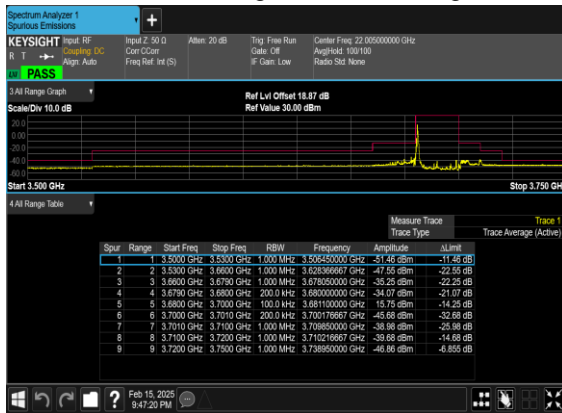 Spectrum Analyzer 1
Spurious Emissions
KEYSIGHT Input: RF Input Z: 50 Ω Atten: 20 dB Trig: Free Run Center Freq: 22.005000000 GHz
R T Coupling: DC Corr CCorr Gate: Off Avg|Hold: 100/100
Align: Auto Freq Ref: Int (S) IF Gain: Low Radio Std: None
PASS
3 All Range Graph
Ref Lvl Offset 18.87 dB
Scale/Div 10.0 dB Ref Value 30.00 dBm
20.0
0.00
-20.0
-40.0
-60.0
Start 3.500 GHz Stop 3.750 GH
4 All Range Table
Measure Trace Trace 1
Trace Type Trace Average (Active)
Spur Range Start Freq Stop Freq RBW Frequency Amplitude ΔLimit
1 1 3.5000 GHz 3.5300 GHz 1.000 MHz 3.506450000 GHz -51.46 dBm -11.46 dB
2 2 3.5300 GHz 3.6600 GHz 1.000 MHz 3.628366667 GHz -47.55 dBm -22.55 dB
3 3 3.6600 GHz 3.6790 GHz 1.000 MHz 3.678050000 GHz -35.25 dBm -22.25 dB
4 4 3.6790 GHz 3.6800 GHz 200.0 kHz 3.680000000 GHz -34.07 dBm -21.07 dB
5 5 3.6800 GHz 3.7000 GHz 100.0 kHz 3.681100000 GHz 15.75 dBm -14.25 dB
6 6 3.7000 GHz 3.7010 GHz 200.0 kHz 3.700176667 GHz -45.68 dBm -32.68 dB
7 7 3.7010 GHz 3.7100 GHz 1.000 MHz 3.709850000 GHz -38.98 dBm -25.98 dB
8 8 3.7100 GHz 3.7200 GHz 1.000 MHz 3.710216667 GHz -39.68 dBm -14.68 dB
9 9 3.7200 GHz 3.7500 GHz 1.000 MHz 3.738950000 GHz -46.86 dBm -6.855 dB
? Feb 15, 2025
9:47:20 PM